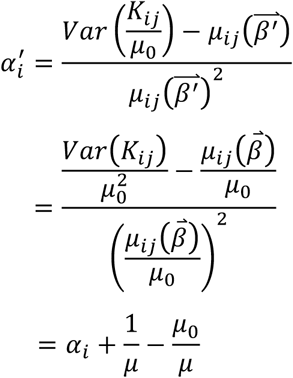 α′ᵢ = (Var(Kᵢⱼ/μ₀) − μᵢⱼ(β⃗′)) / μᵢⱼ(β⃗′)²
= (Var(Kᵢⱼ)/μ₀² − μᵢⱼ(β⃗)/μ₀) / (μᵢⱼ(β⃗)/μ₀)²
= αᵢ + 1/μ − μ₀/μ